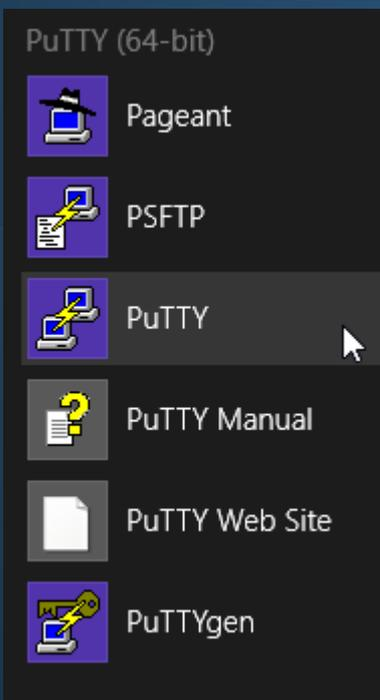 PuTTY (64-bit)
Pageant
PSFTP
PuTTY
PuTTY Manual
PuTTY Web Site
PuTTYgen